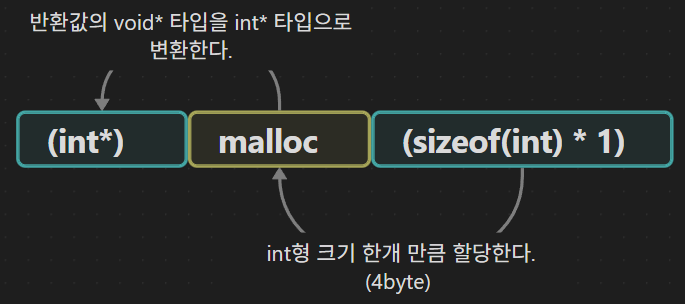 반환값의 void* 타입을 int* 타입으로
변환한다.
(int*) malloc (sizeof(int) * 1)
int형 크기 한개 만큼 할당한다.
(4byte)